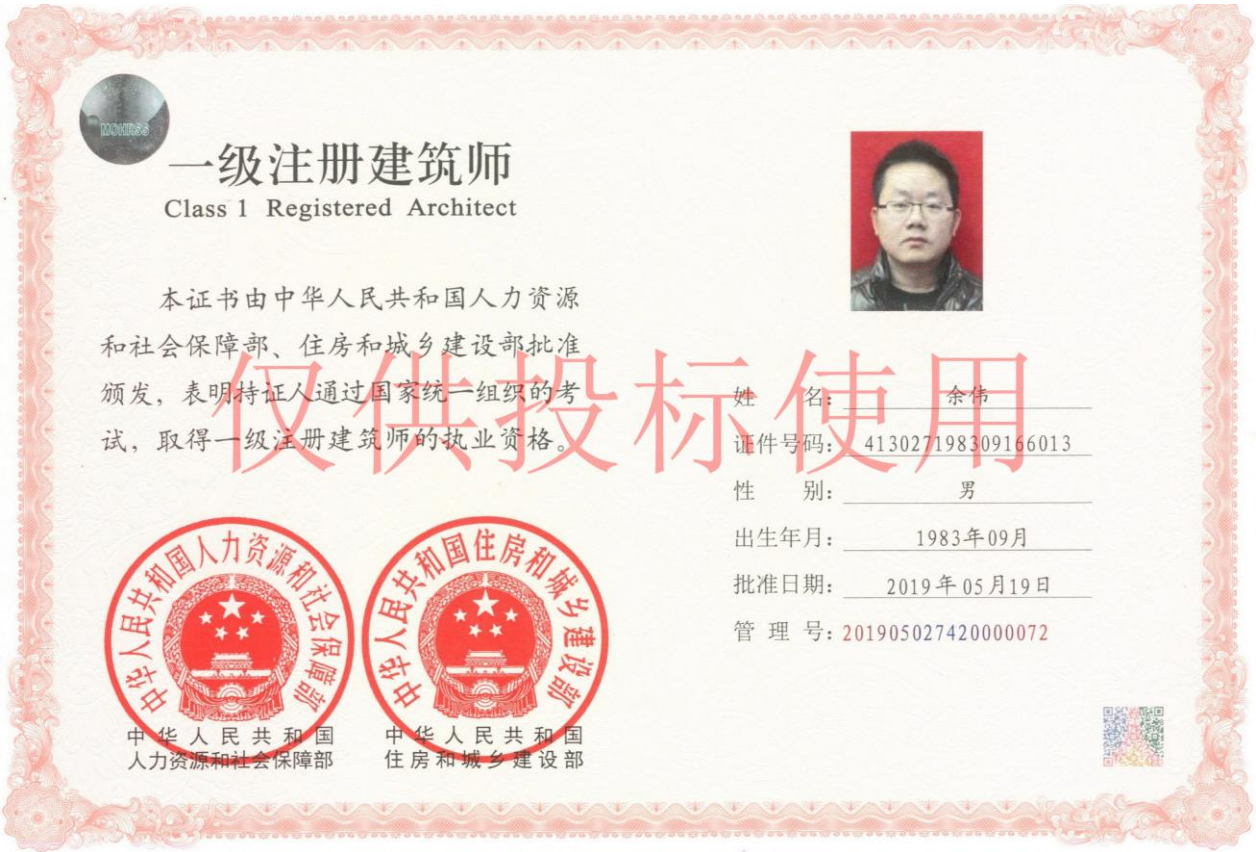 MOHRSS
一级注册建筑师
Class 1 Registered Architect
本证书由中华人民共和国人力资源
和社会保障部、住房和城乡建设部批准
颁发，表明持证人通过国家统一组织的考
试，取得一级注册建筑师的执业资格。
仅供投标使用
姓 名：余伟
证件号码：413027198309166013
性 别：男
出生年月：1983年09月
批准日期：2019年05月19日
管 理 号：201905027420000072
中华人民共和国人力资源和社会保障部
中华人民共和国住房和城乡建设部
中华人民共和国
人力资源和社会保障部
中华人民共和国
住房和城乡建设部